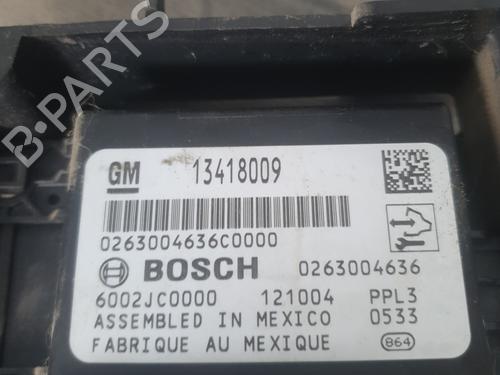 B-PARTS
GM 13418009
0263004636C0000
BOSCH 0263004636
6002JC0000 121004 PPL3
ASSEMBLED IN MEXICO 0533
FABRIQUE AU MEXIQUE 864